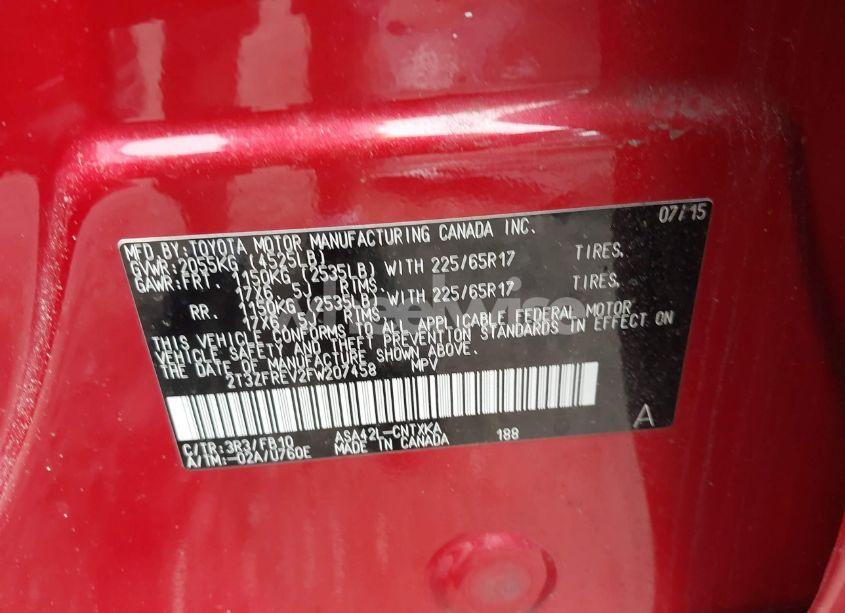 07/15
MFD.BY:TOYOTA MOTOR MANUFACTURING CANADA INC.
GVWR:2055KG (4525LB)
GAWR:FRT. 1150KG (2535LB) WITH 225/65R17 TIRES,
17X6.5J RIMS,
RR. 1150KG (2535LB) WITH 225/65R17 TIRES,
17X6.5J RIMS,
THIS VEHICLE CONFORMS TO ALL APPLICABLE FEDERAL MOTOR
VEHICLE SAFETY AND THEFT PREVENTION STANDARDS IN EFFECT ON
THE DATE OF MANUFACTURE SHOWN ABOVE.
2T3ZFREV2FW207458 MPV
C/TR:3R3/FB10 ASA42L-CNTXKA 188 A
A/TM:-02A/U760E MADE IN CANADA